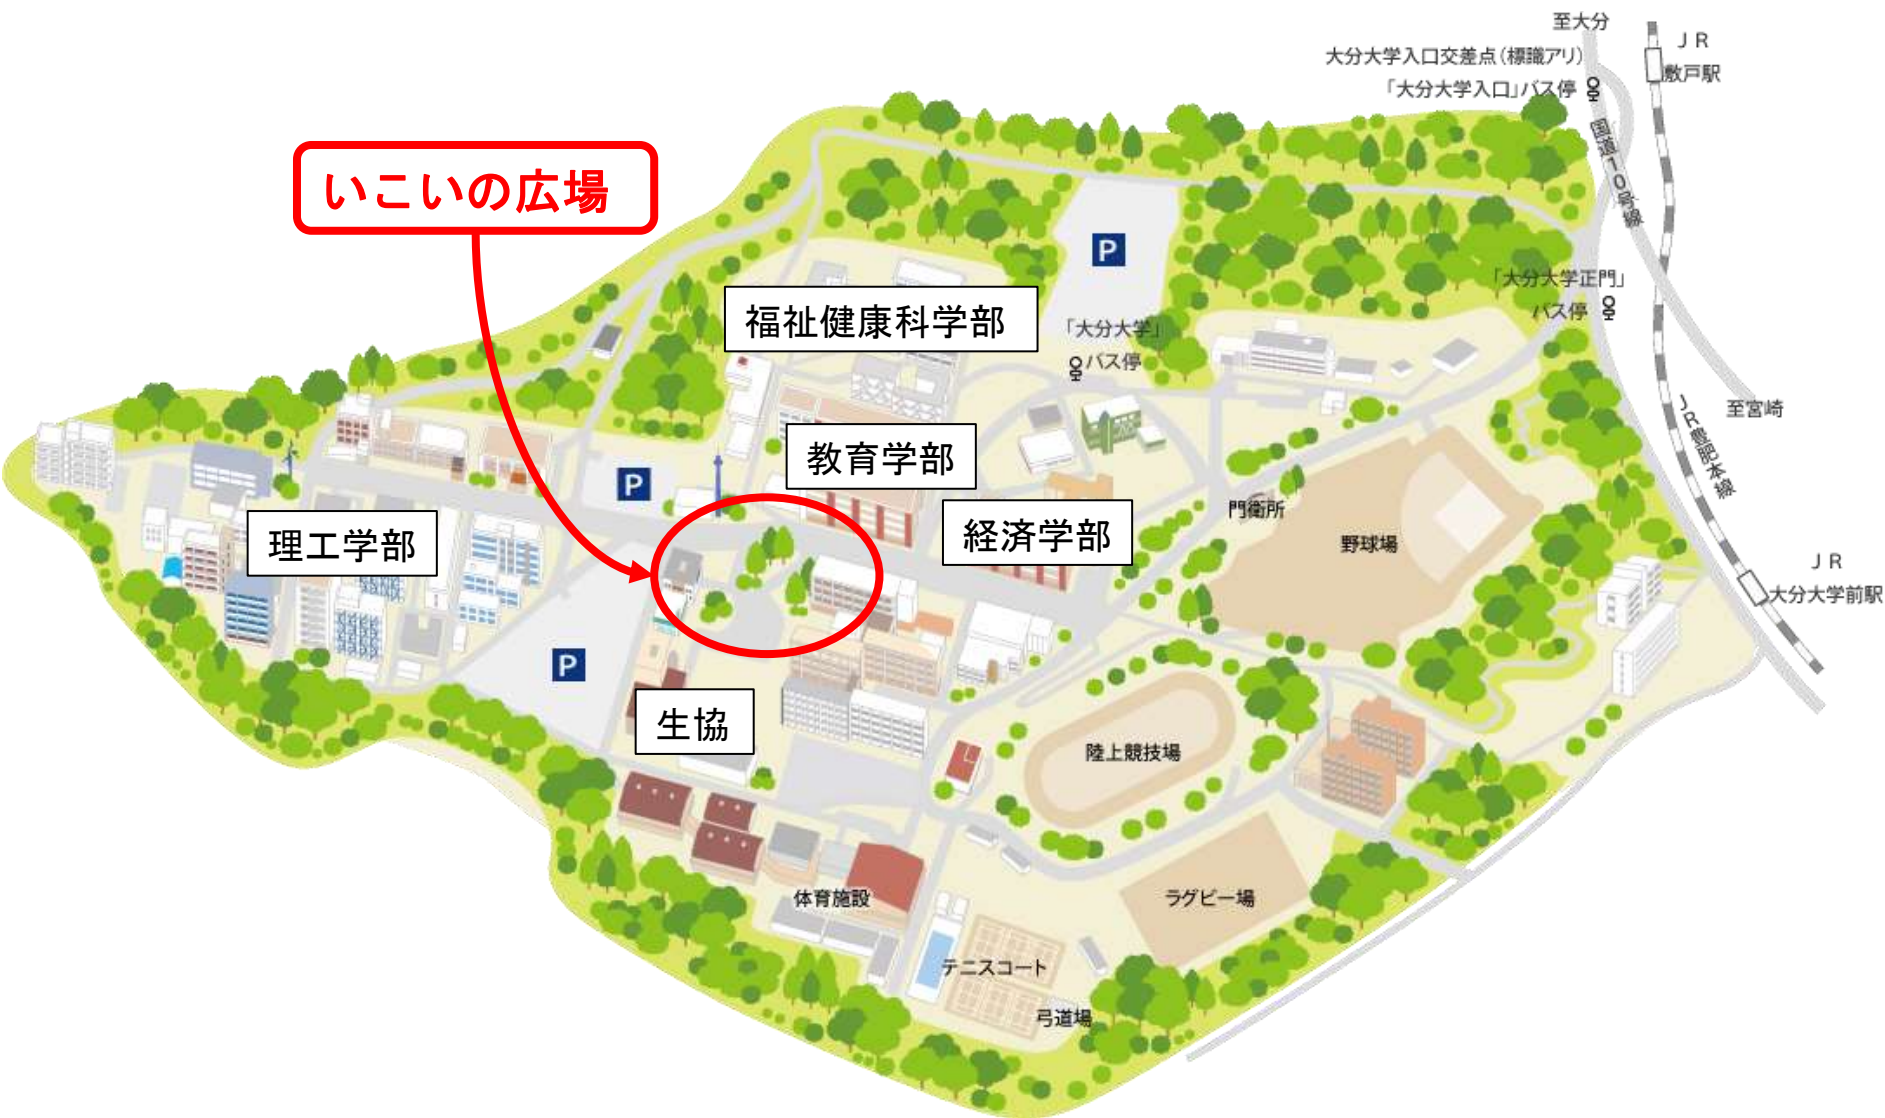 至大分
ＪＲ
敷戸駅
大分大学入口交差点（標識アリ）
「大分大学入口」バス停
国道10号線
いこいの広場
P
「大分大学正門」
バス停
福祉健康科学部
「大分大学」
バス停
至宮崎
ＪＲ豊肥本線
教育学部
P
門衛所
経済学部
理工学部
野球場
ＪＲ
大分大学前駅
P
生協
陸上競技場
体育施設
ラグビー場
テニスコート
弓道場